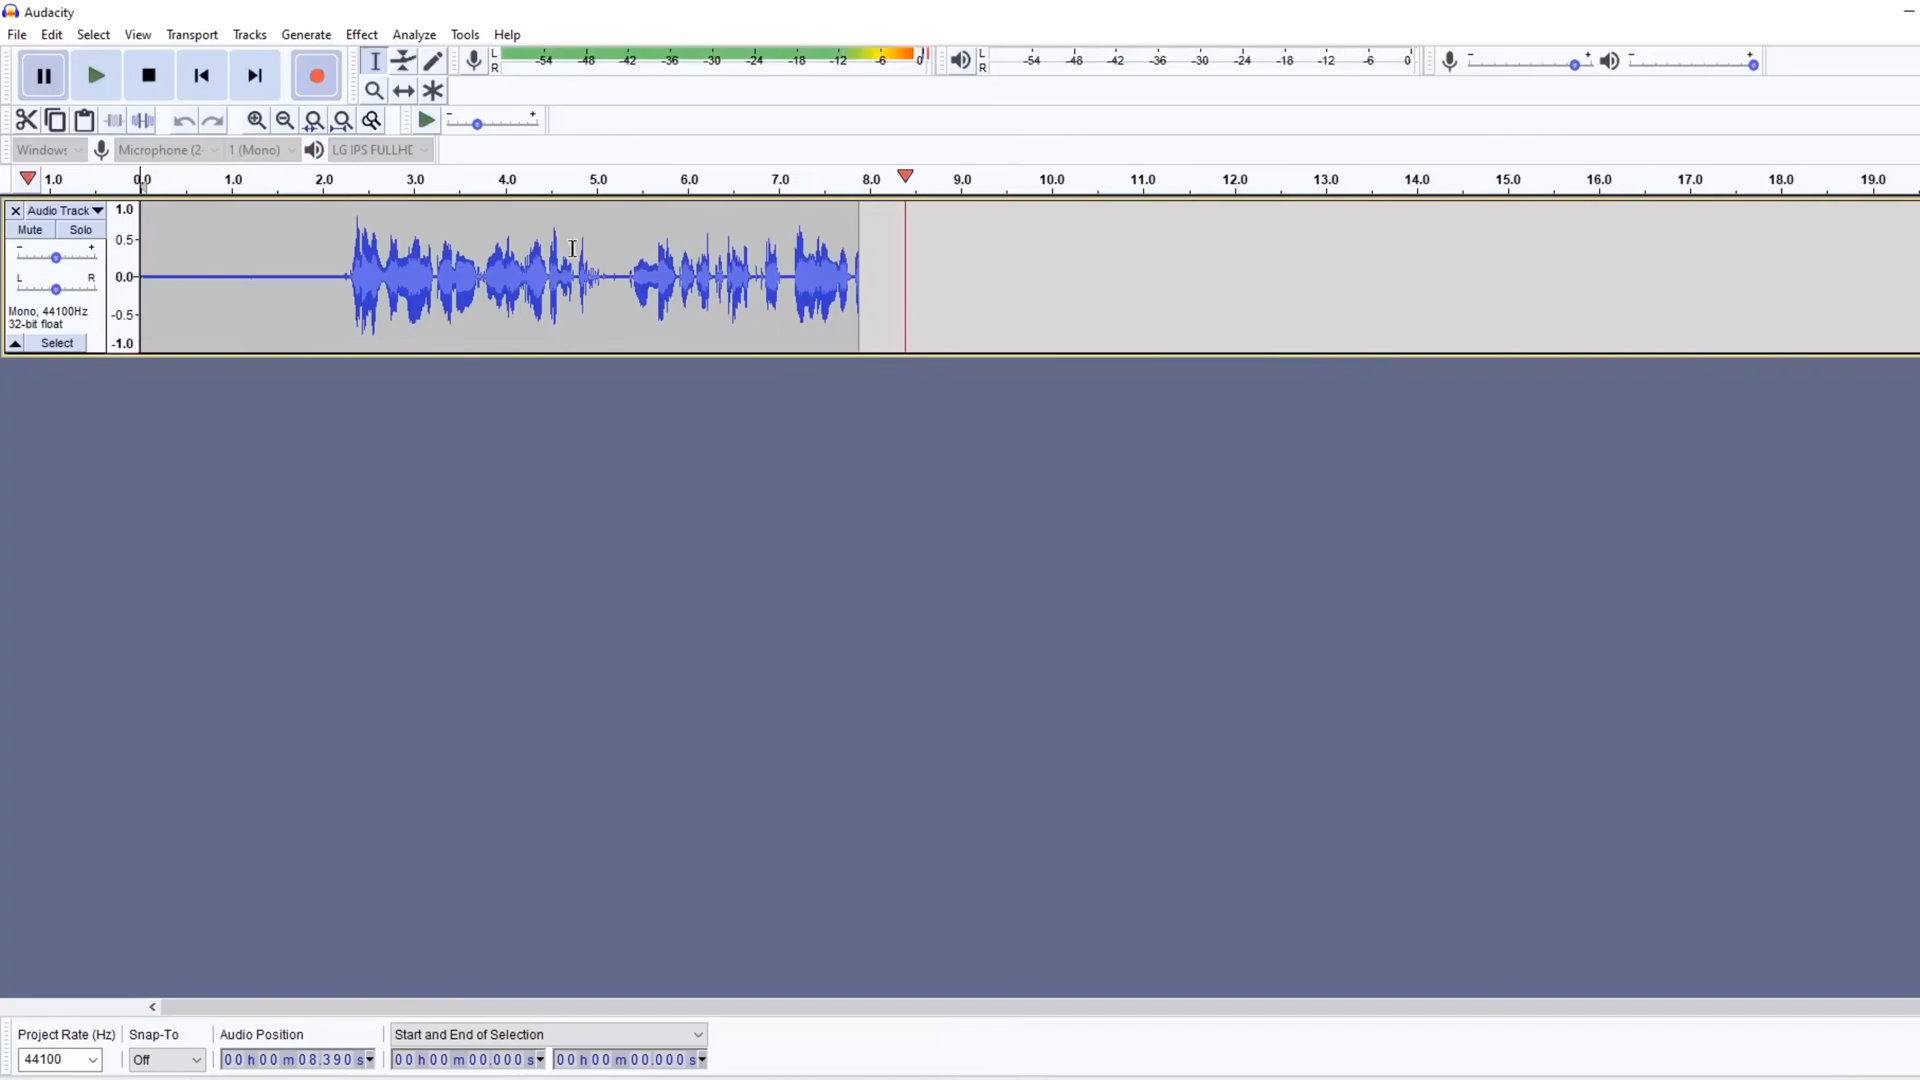 Audacity
File Edit Select View Transport Tracks Generate Effect Analyze Tools Help
L -54 -48 -42 -36 -30 -24 -18 -12 -6 0 L -54 -48 -42 -36 -30 -24 -18 -12 -6 0 - + - +
R R
- +
Windows Microphone (2- 1 (Mono) LG IPS FULLHD
1.0 0.0 1.0 2.0 3.0 4.0 5.0 6.0 7.0 8.0 9.0 10.0 11.0 12.0 13.0 14.0 15.0 16.0 17.0 18.0 19.0
× Audio Track 1.0
Mute Solo
- + 0.5
L R 0.0
Mono, 44100Hz -0.5
32-bit float
Select -1.0
Project Rate (Hz) Snap-To Audio Position Start and End of Selection
44100 Off 00 h 00 m 08.390 s 00 h 00 m 00.000 s 00 h 00 m 00.000 s